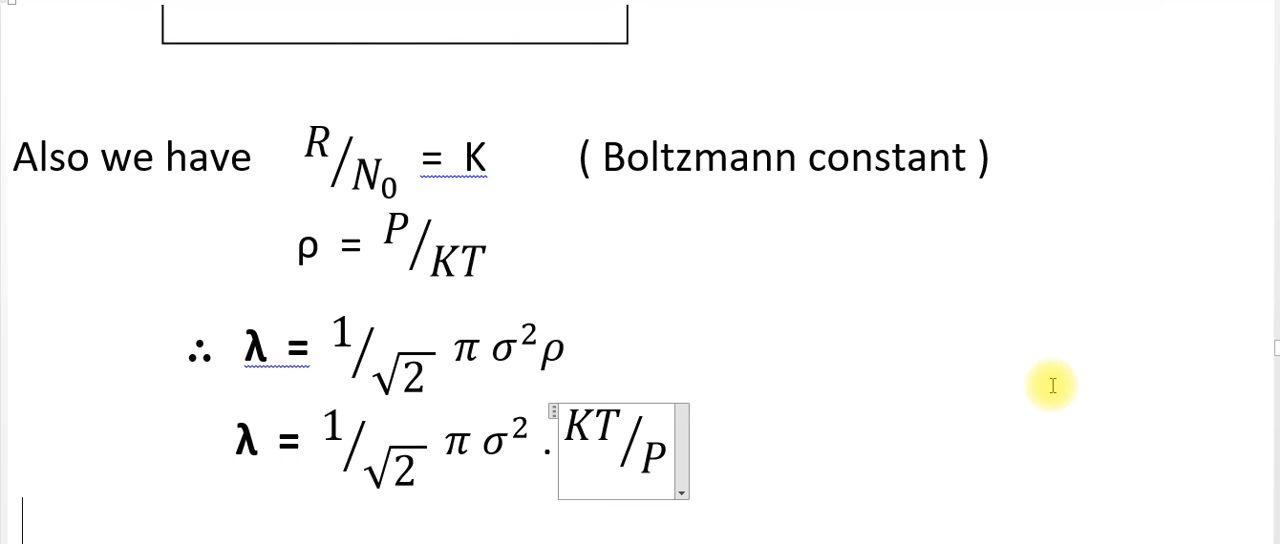 Also we have R/N₀ = K ( Boltzmann constant )
ρ = P/KT
∴ λ = 1/√2 π σ²ρ
λ = 1/√2 π σ² . KT/P